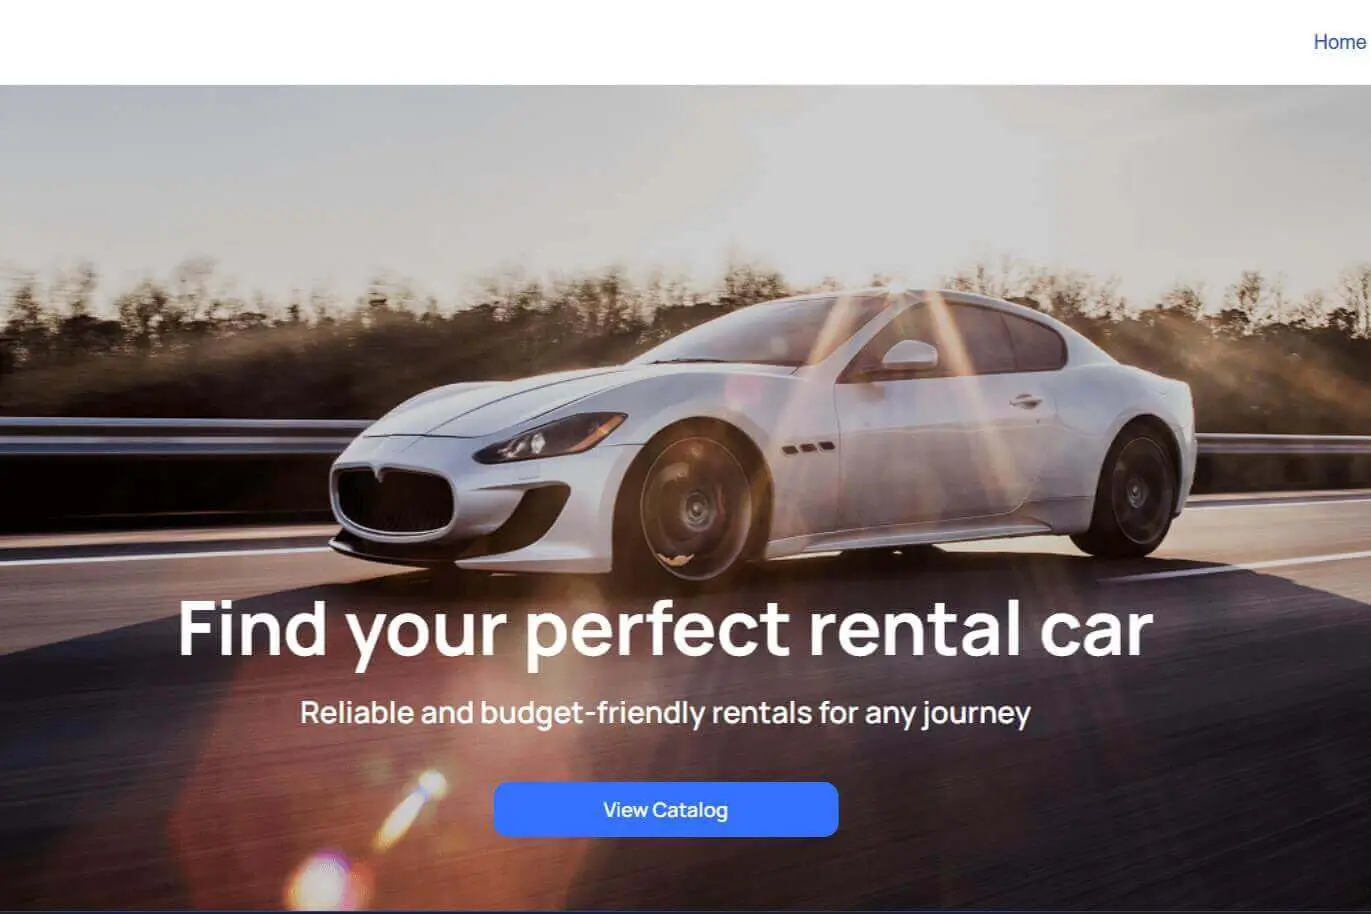 Home
Find your perfect rental car
Reliable and budget-friendly rentals for any journey
View Catalog